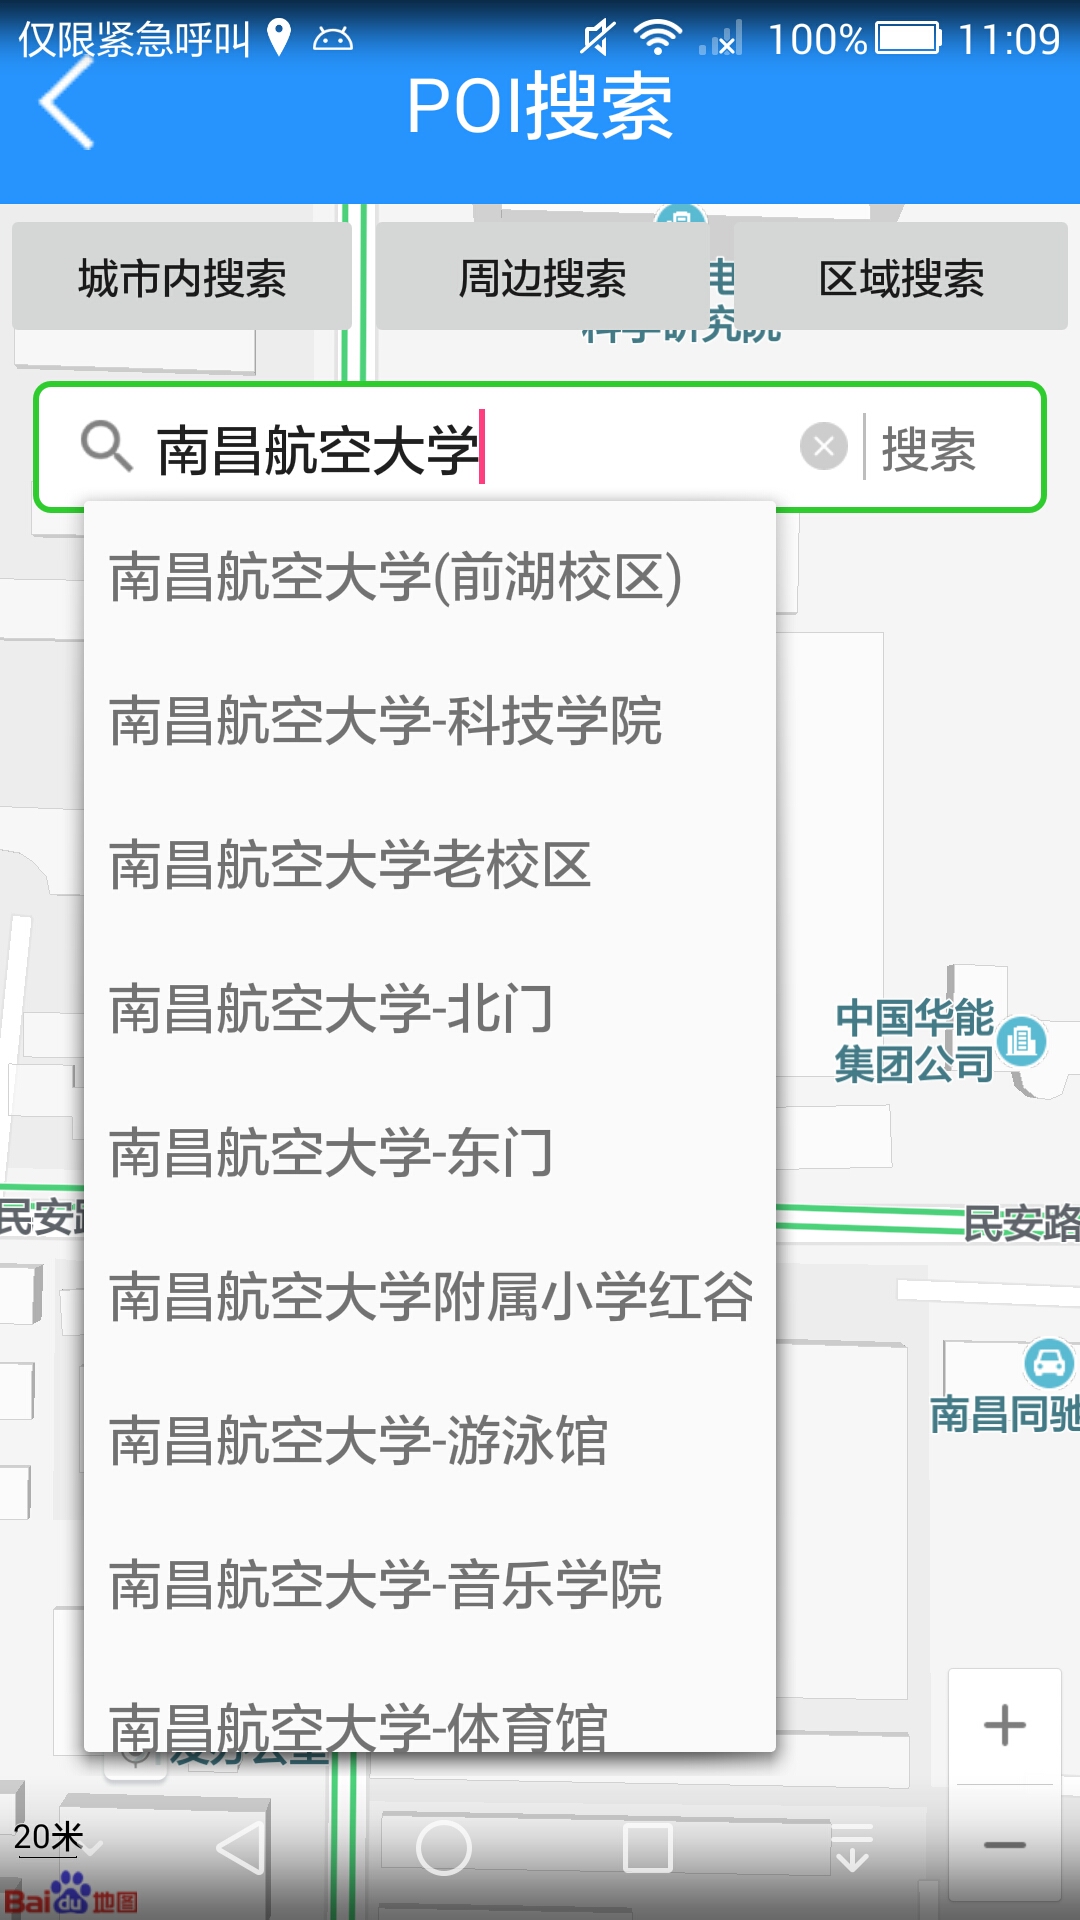 仅限紧急呼叫 100% 11:09
POI搜索
城市内搜索 周边搜索 区域搜索
电
科学研究院
南昌航空大学 搜索
南昌航空大学(前湖校区)
南昌航空大学-科技学院
南昌航空大学老校区
南昌航空大学-北门
中国华能
集团公司
南昌航空大学-东门
民安路 民安路
南昌航空大学附属小学红谷
南昌同驰
南昌航空大学-游泳馆
南昌航空大学-音乐学院
南昌航空大学-体育馆
20米
Baidu地图